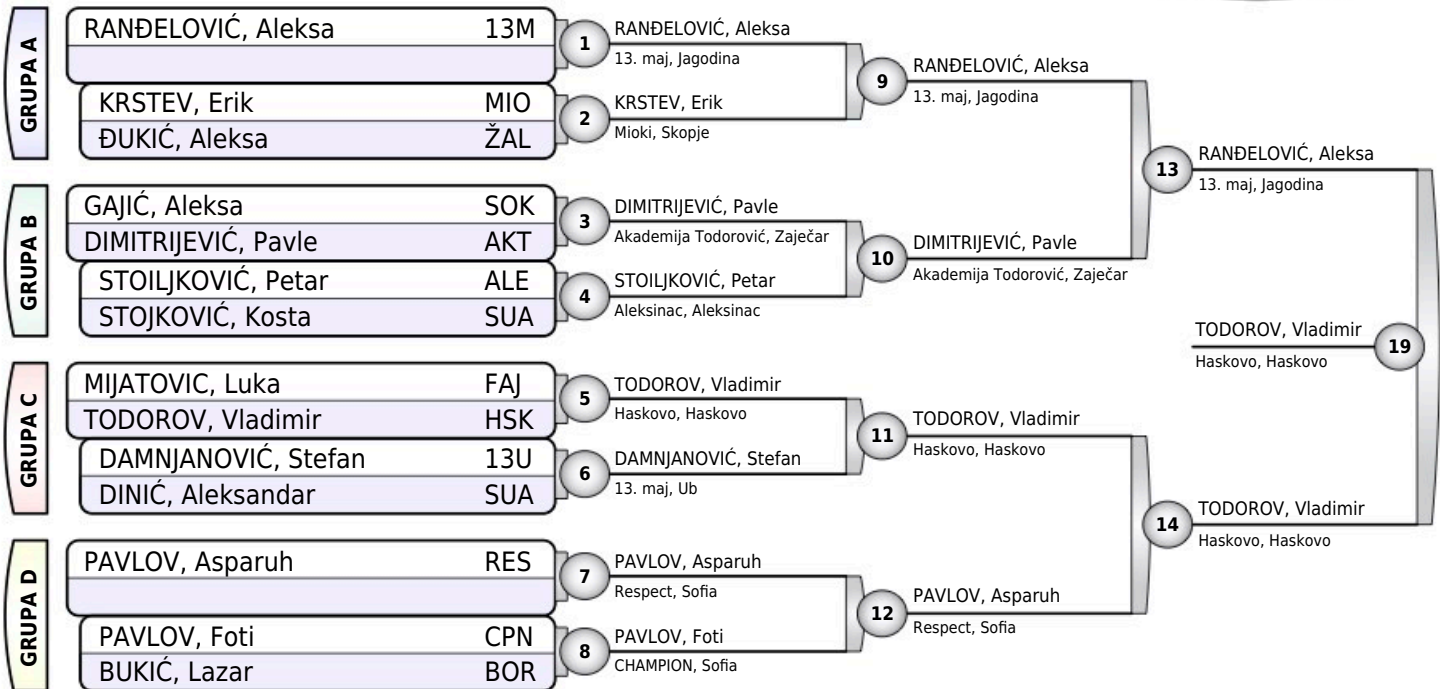 GRUPA A
RANĐELOVIĆ, Aleksa 13M
KRSTEV, Erik MIO
ĐUKIĆ, Aleksa ŽAL
GRUPA B
GAJIĆ, Aleksa SOK
DIMITRIJEVIĆ, Pavle AKT
STOILJKOVIĆ, Petar ALE
STOJKOVIĆ, Kosta SUA
GRUPA C
MIJATOVIC, Luka FAJ
TODOROV, Vladimir HSK
DAMNJANOVIĆ, Stefan 13U
DINIĆ, Aleksandar SUA
GRUPA D
PAVLOV, Asparuh RES
PAVLOV, Foti CPN
BUKIĆ, Lazar BOR
1 RANĐELOVIĆ, Aleksa
13. maj, Jagodina
2 KRSTEV, Erik
Mioki, Skopje
3 DIMITRIJEVIĆ, Pavle
Akademija Todorović, Zaječar
4 STOILJKOVIĆ, Petar
Aleksinac, Aleksinac
5 TODOROV, Vladimir
Haskovo, Haskovo
6 DAMNJANOVIĆ, Stefan
13. maj, Ub
7 PAVLOV, Asparuh
Respect, Sofia
8 PAVLOV, Foti
CHAMPION, Sofia
9 RANĐELOVIĆ, Aleksa
13. maj, Jagodina
10 DIMITRIJEVIĆ, Pavle
Akademija Todorović, Zaječar
11 TODOROV, Vladimir
Haskovo, Haskovo
12 PAVLOV, Asparuh
Respect, Sofia
13 RANĐELOVIĆ, Aleksa
13. maj, Jagodina
14 TODOROV, Vladimir
Haskovo, Haskovo
TODOROV, Vladimir 19
Haskovo, Haskovo